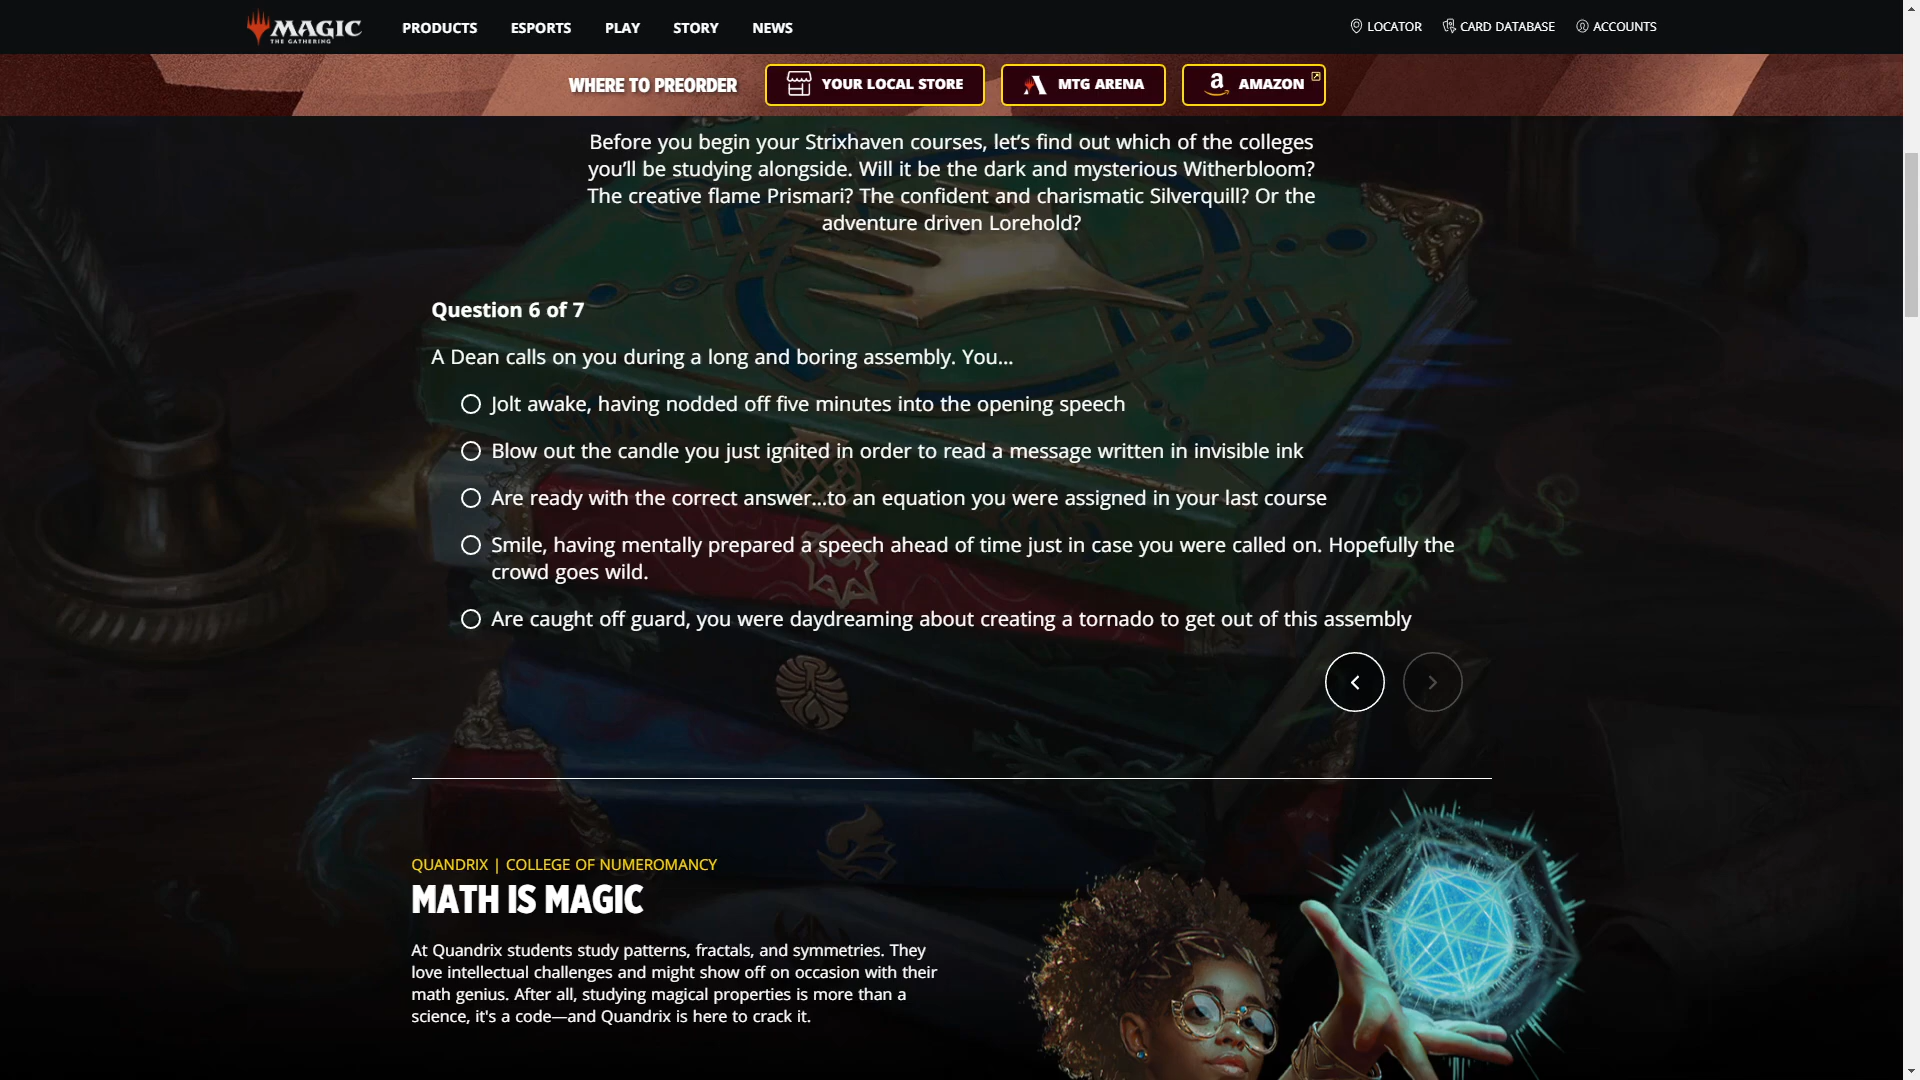 MAGIC
THE GATHERING
PRODUCTS
ESPORTS
PLAY
STORY
NEWS
LOCATOR
CARD DATABASE
ACCOUNTS
WHERE TO PREORDER
YOUR LOCAL STORE
MTG ARENA
a
AMAZON
Before you begin your Strixhaven courses, let’s find out which of the colleges
you’ll be studying alongside. Will it be the dark and mysterious Witherbloom?
The creative flame Prismari? The confident and charismatic Silverquill? Or the
adventure driven Lorehold?
Question 6 of 7
A Dean calls on you during a long and boring assembly. You...
Jolt awake, having nodded off five minutes into the opening speech
Blow out the candle you just ignited in order to read a message written in invisible ink
Are ready with the correct answer...to an equation you were assigned in your last course
Smile, having mentally prepared a speech ahead of time just in case you were called on. Hopefully the
crowd goes wild.
Are caught off guard, you were daydreaming about creating a tornado to get out of this assembly
QUANDRIX | COLLEGE OF NUMEROMANCY
MATH IS MAGIC
At Quandrix students study patterns, fractals, and symmetries. They
love intellectual challenges and might show off on occasion with their
math genius. After all, studying magical properties is more than a
science, it's a code—and Quandrix is here to crack it.